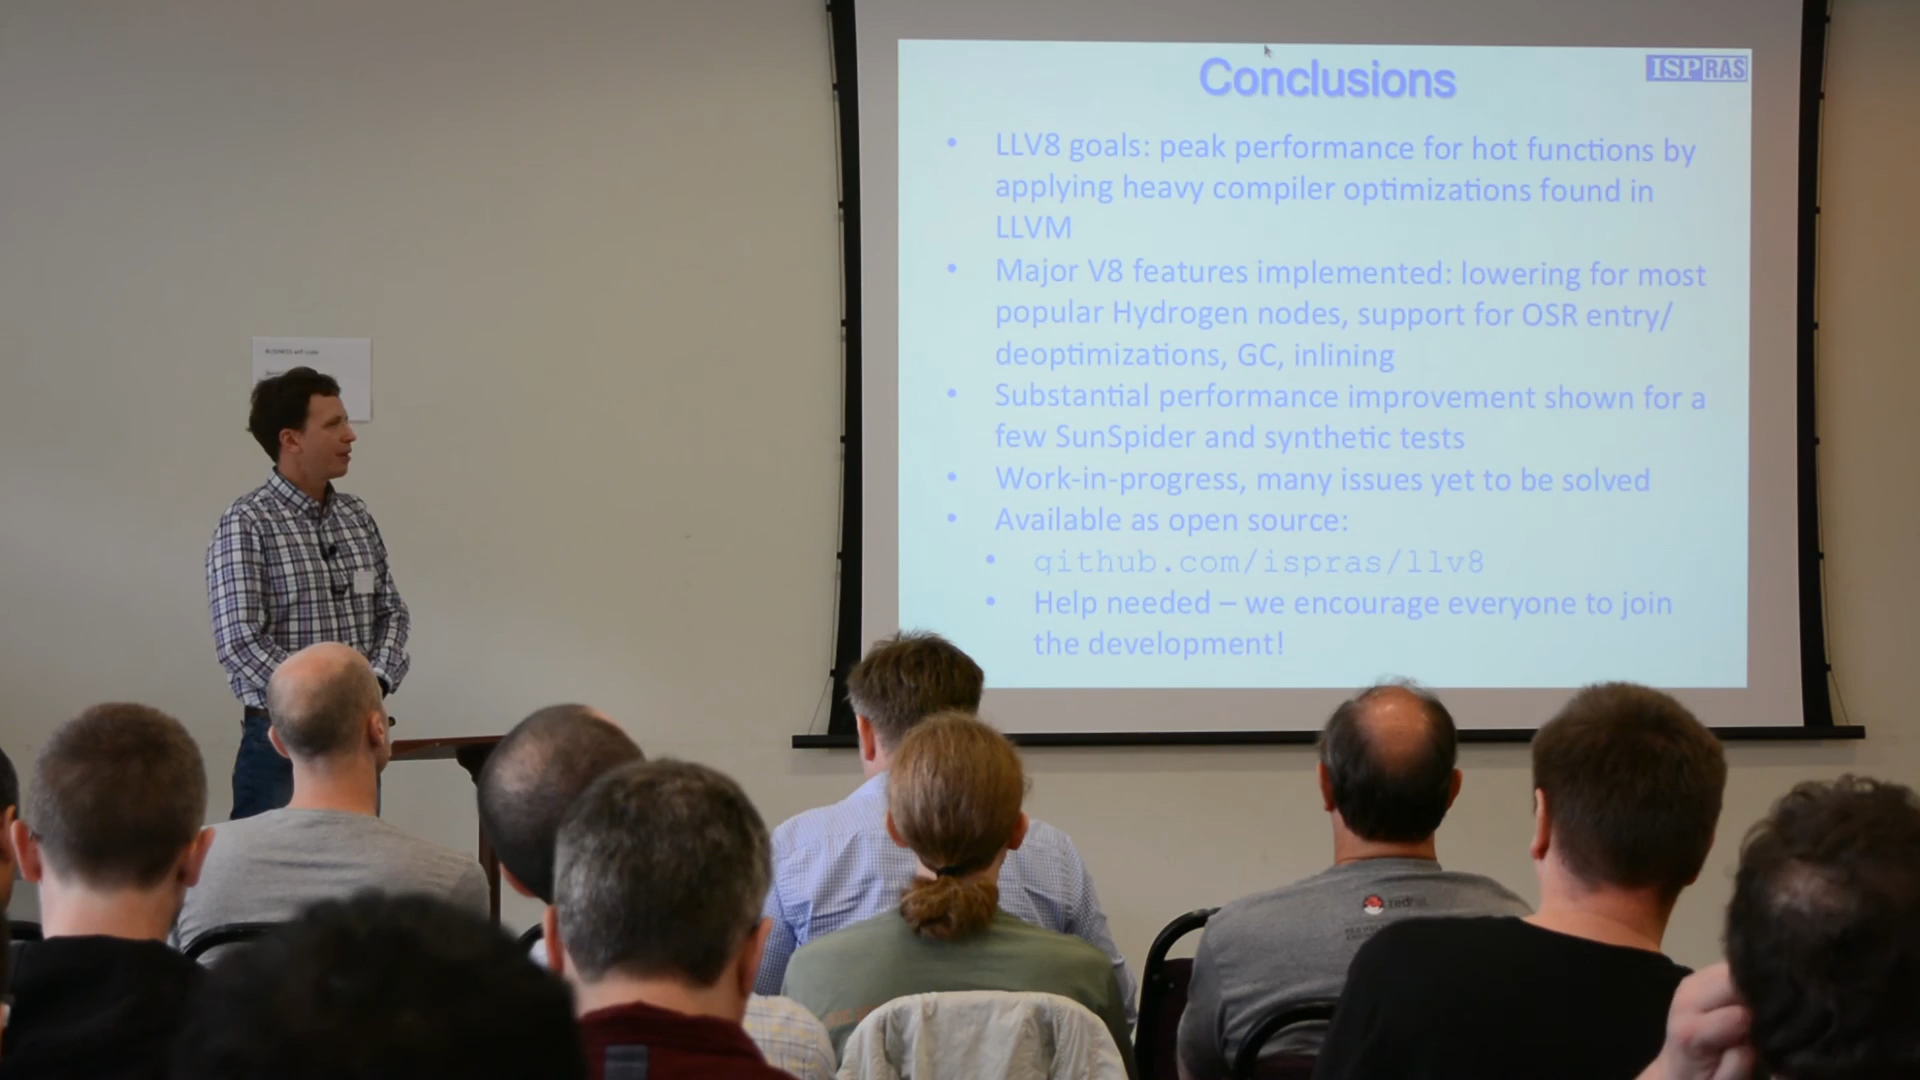 Conclusions
ISPRAS
• LLV8 goals: peak performance for hot functions by
applying heavy compiler optimizations found in
LLVM
• Major V8 features implemented: lowering for most
popular Hydrogen nodes, support for OSR entry/
deoptimizations, GC, inlining
• Substantial performance improvement shown for a
few SunSpider and synthetic tests
• Work-in-progress, many issues yet to be solved
• Available as open source:
• github.com/ispras/llv8
• Help needed – we encourage everyone to join
the development!
redhat